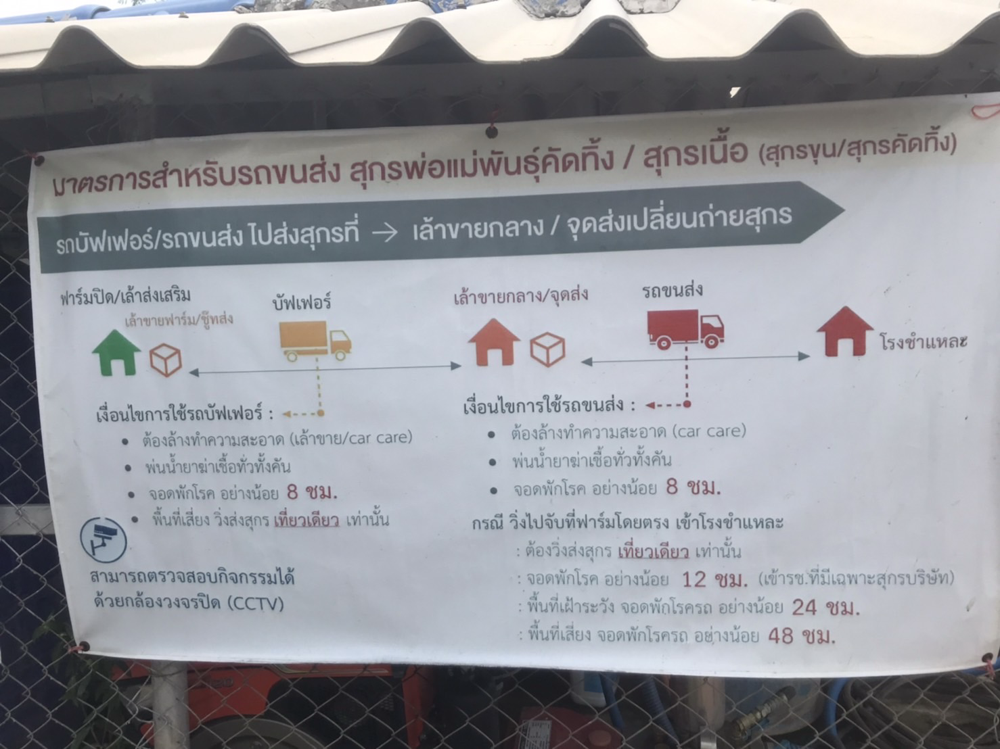 มาตรการสำหรับรถขนส่ง สุกรพ่อแม่พันธุ์คัดทิ้ง / สุกรเนื้อ (สุกรขุน/สุกรคัดทิ้ง)
รถบัฟเฟอร์/รถขนส่ง ไปส่งสุกรที่ → เล้าขายกลาง / จุดส่งเปลี่ยนถ่ายสุกร
ฟาร์มปิด/เล้าส่งเสริม
เล้าขายฟาร์ม/ชู๊ทส่ง
บัฟเฟอร์
เล้าขายกลาง/จุดส่ง
รถขนส่ง
โรงชำแหละ
เงื่อนไขการใช้รถบัฟเฟอร์ :
• ต้องล้างทำความสะอาด (เล้าขาย/car care)
• พ่นน้ำยาฆ่าเชื้อทั่วทั้งคัน
• จอดพักโรค อย่างน้อย 8 ชม.
• พื้นที่เสี่ยง วิ่งส่งสุกร เที่ยวเดียว เท่านั้น
สามารถตรวจสอบกิจกรรมได้
ด้วยกล้องวงจรปิด (CCTV)
เงื่อนไขการใช้รถขนส่ง :
• ต้องล้างทำความสะอาด (car care)
• พ่นน้ำยาฆ่าเชื้อทั่วทั้งคัน
• จอดพักโรค อย่างน้อย 8 ชม.
กรณี วิ่งไปจับที่ฟาร์มโดยตรง เข้าโรงชำแหละ
: ต้องวิ่งส่งสุกร เที่ยวเดียว เท่านั้น
: จอดพักโรค อย่างน้อย 12 ชม. (เข้ารช.ที่มีเฉพาะสุกรบริษัท)
: พื้นที่เฝ้าระวัง จอดพักโรครถ อย่างน้อย 24 ชม.
: พื้นที่เสี่ยง จอดพักโรครถ อย่างน้อย 48 ชม.